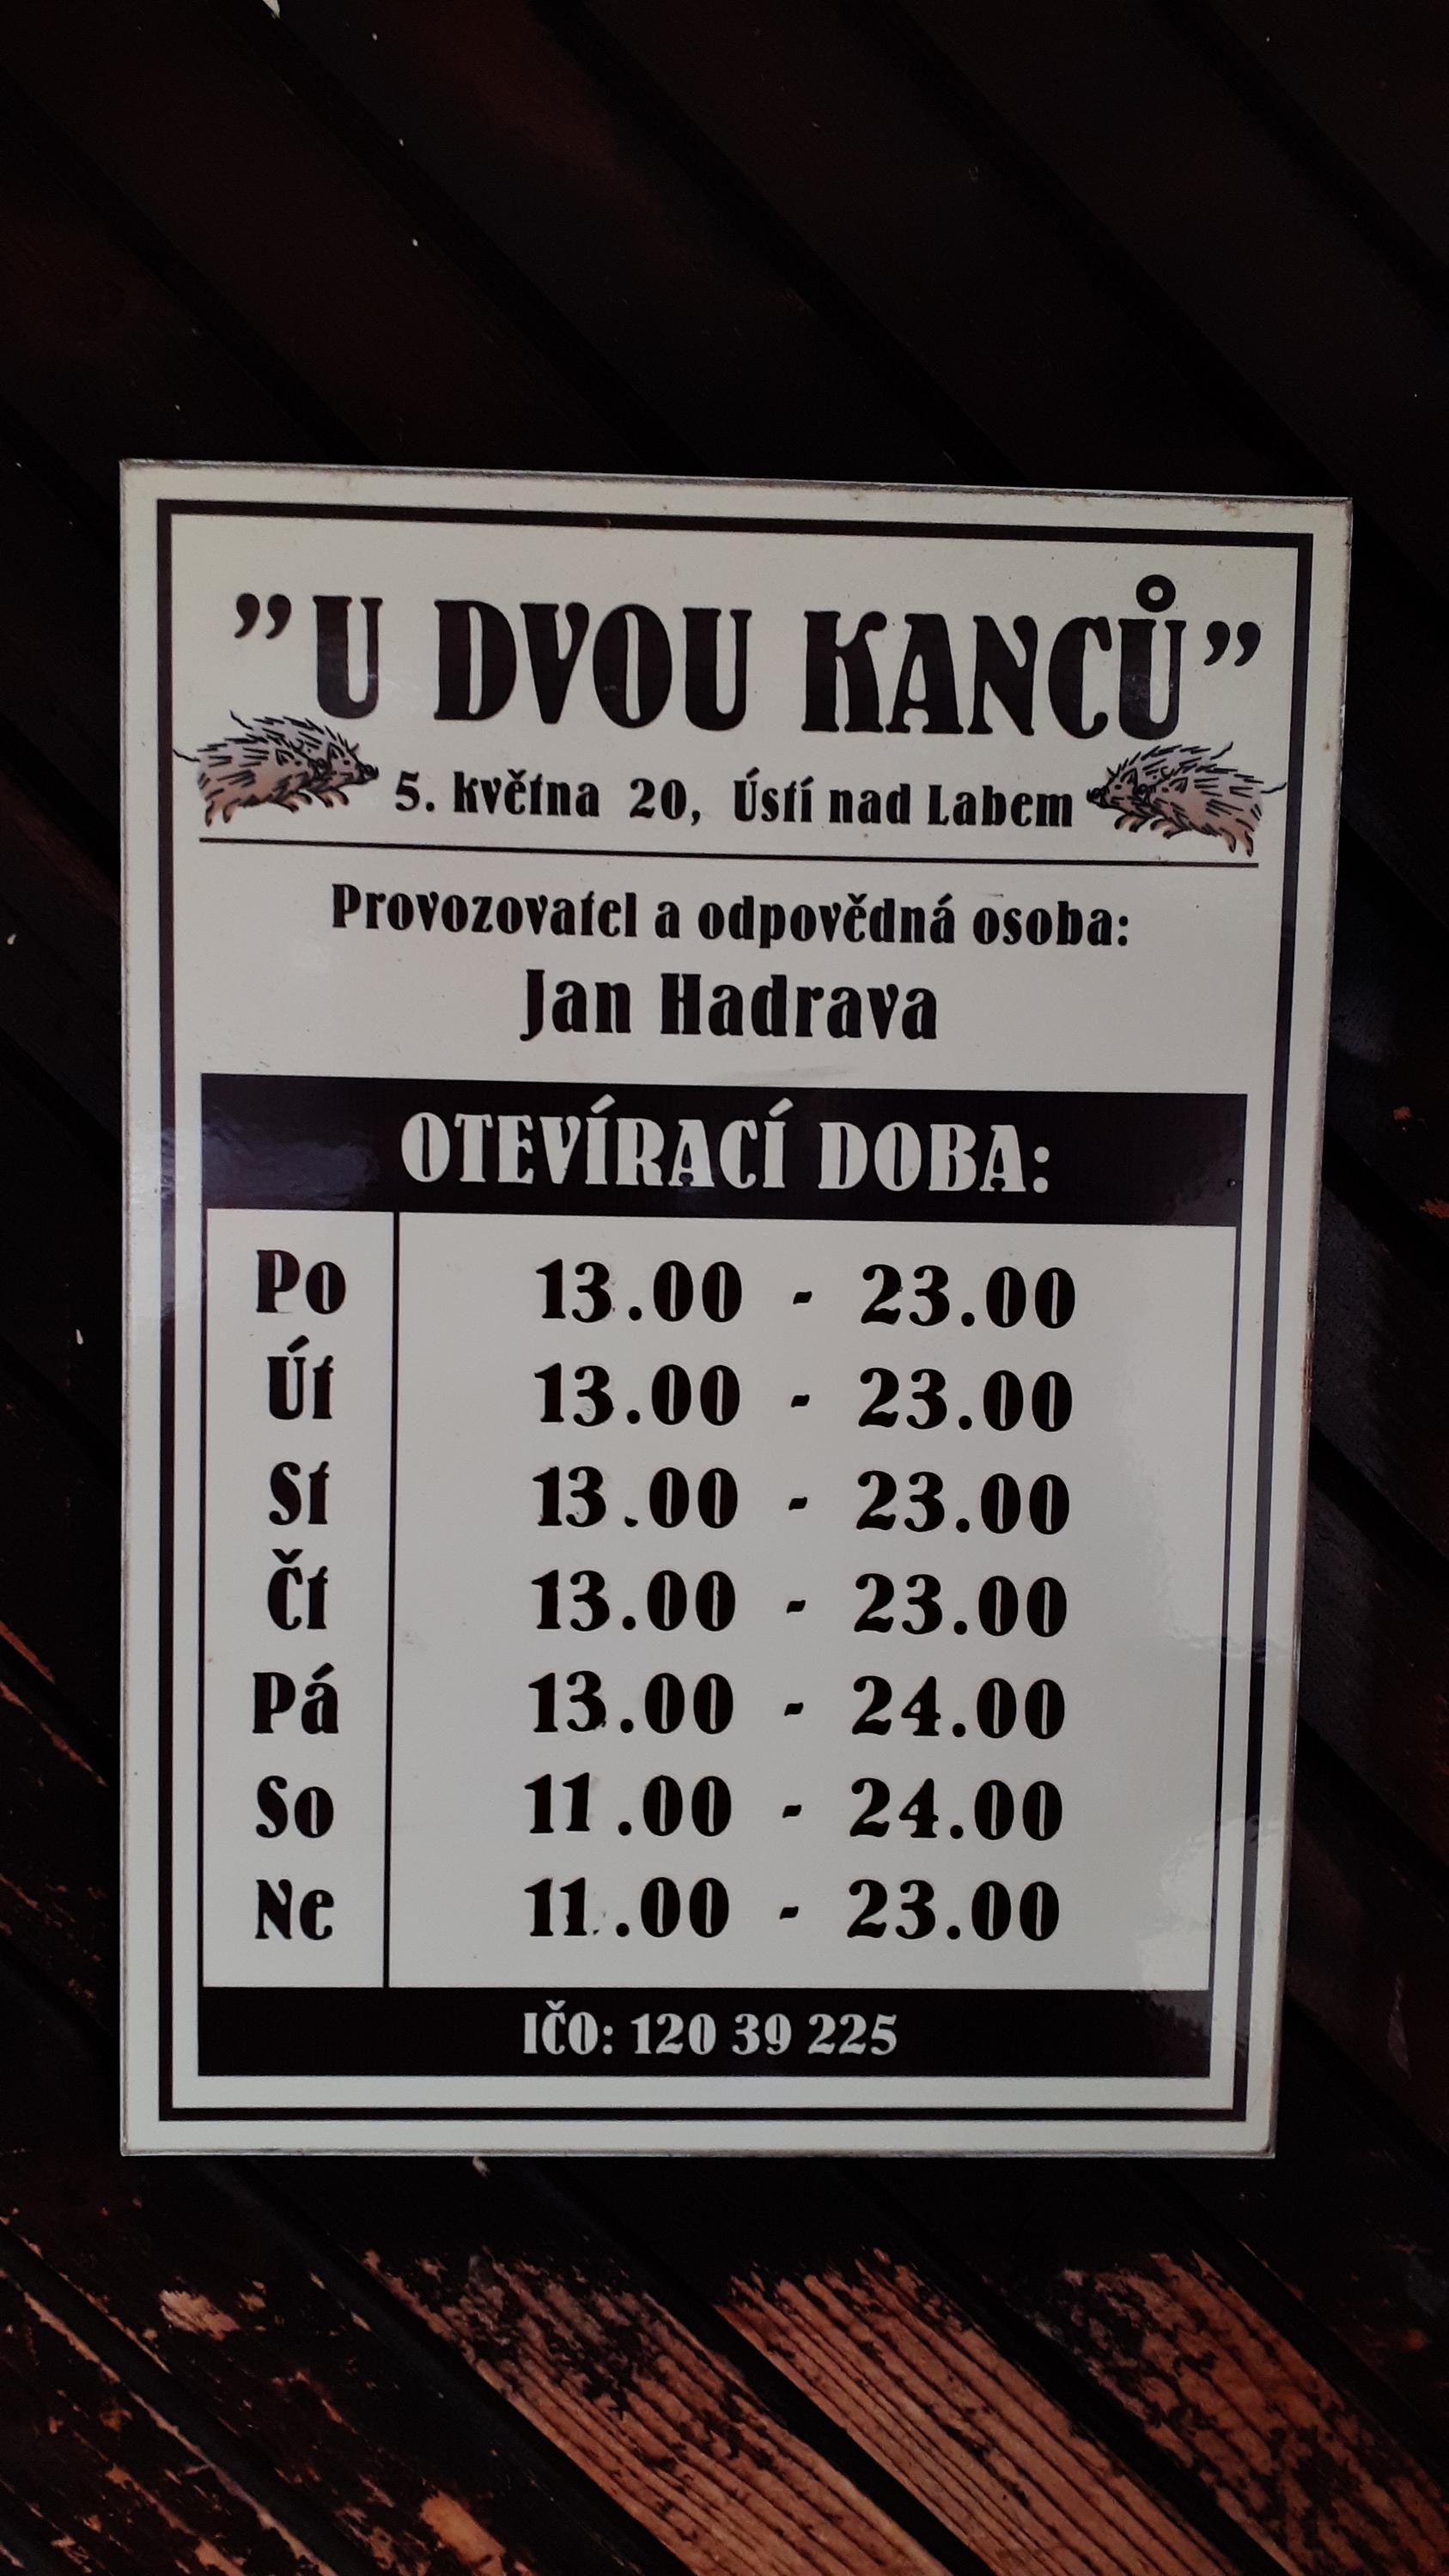 "U DVOU KANCŮ"
5. května 20, Ústí nad Labem
Provozovatel a odpovědná osoba:
Jan Hadrava
OTEVÍRACÍ DOBA:
Po 13.00 - 23.00
Út 13.00 - 23.00
St 13.00 - 23.00
Čt 13.00 - 23.00
Pá 13.00 - 24.00
So 11.00 - 24.00
Ne 11.00 - 23.00
IČO: 120 39 225